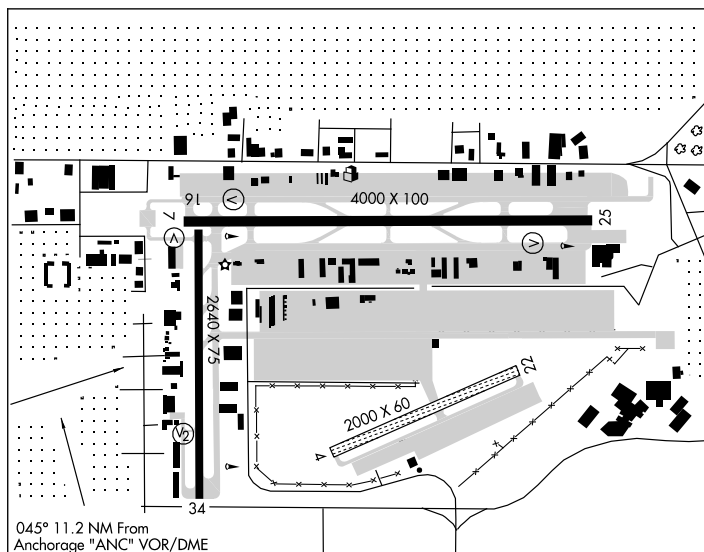 16
V
4000 X 100
7
25
V
V
2640 X 75
22
2000 X 60
4
V2
34
045° 11.2 NM From
Anchorage "ANC" VOR/DME